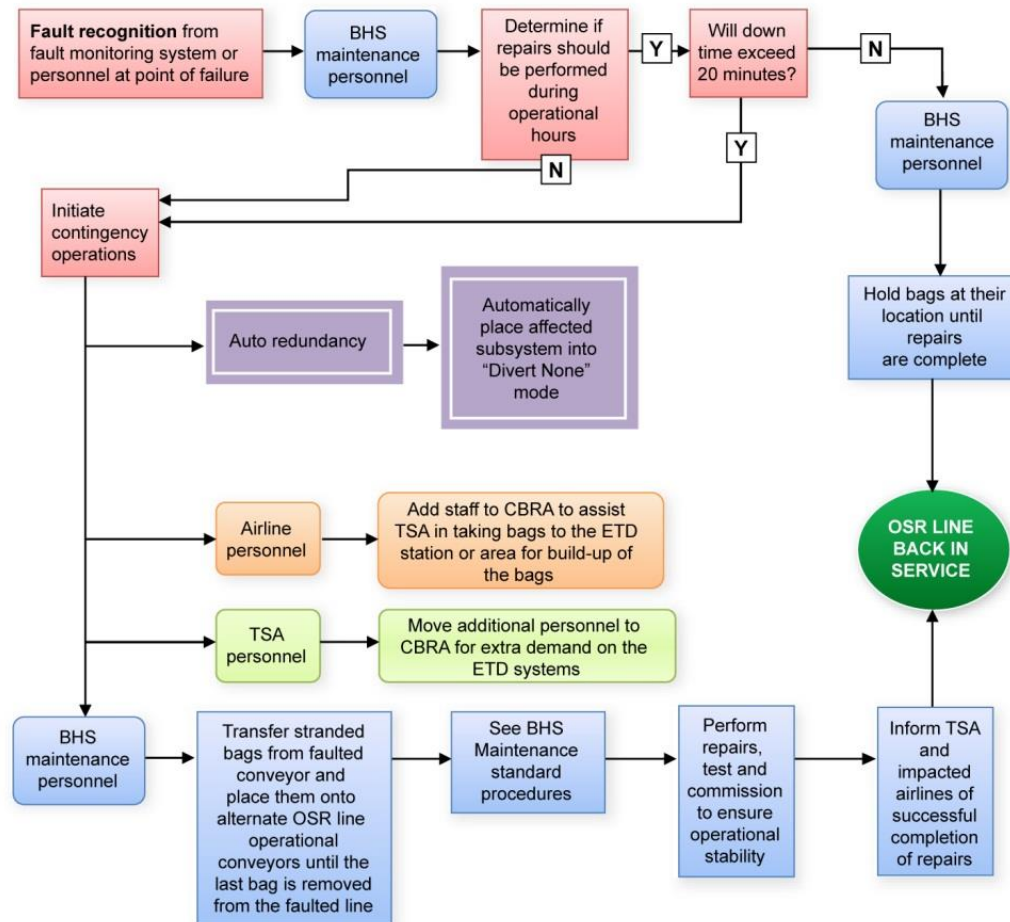 Fault recognition from
fault monitoring system or
personnel at point of failure
BHS
maintenance
personnel
Determine if
repairs should
be performed
during
operational
hours
Y
Will down
time exceed
20 minutes?
N
BHS
maintenance
personnel
Y
N
Initiate
contingency
operations
Hold bags at their
location until
repairs
are complete
Auto redundancy
Automatically
place affected
subsystem into
“Divert None”
mode
Airline
personnel
Add staff to CBRA to assist
TSA in taking bags to the ETD
station or area for build-up of
the bags
OSR LINE
BACK IN
SERVICE
TSA
personnel
Move additional personnel to
CBRA for extra demand on the
ETD systems
BHS
maintenance
personnel
Transfer stranded
bags from faulted
conveyor and
place them onto
alternate OSR line
operational
conveyors until the
last bag is removed
from the faulted line
See BHS
Maintenance
standard
procedures
Perform
repairs,
test and
commission
to ensure
operational
stability
Inform TSA
and
impacted
airlines of
successful
completion
of repairs